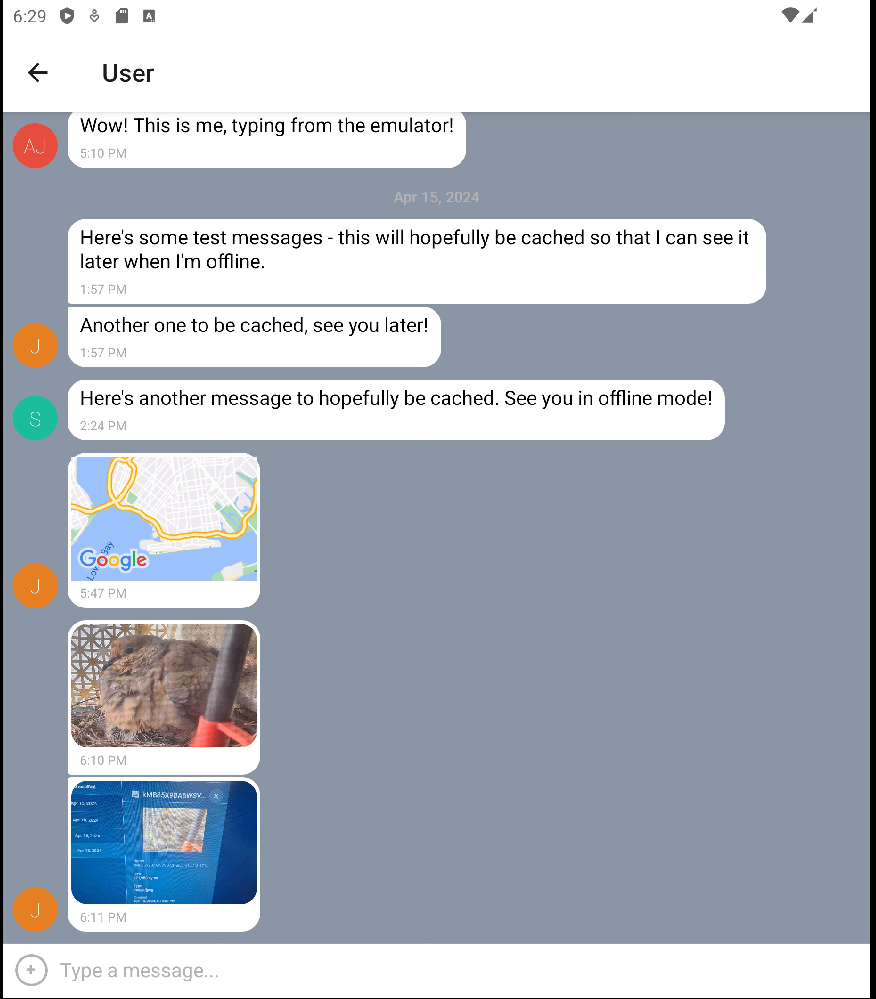 6:29
User
Wow! This is me, typing from the emulator!
AJ
5:10 PM
Apr 15, 2024
Here's some test messages - this will hopefully be cached so that I can see it
later when I'm offline.
1:57 PM
Another one to be cached, see you later!
J
1:57 PM
Here's another message to hopefully be cached. See you in offline mode!
S
2:24 PM
Google
J
5:47 PM
6:10 PM
J
6:11 PM
Type a message...